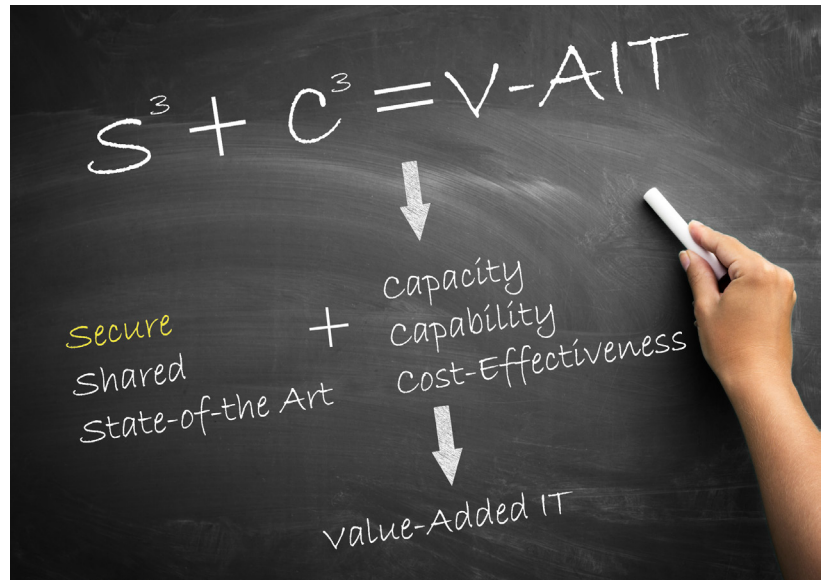 S³ + C³ = V-AIT
Secure
Shared
State-of-the Art
+
Capacity
Capability
Cost-Effectiveness
Value-Added IT